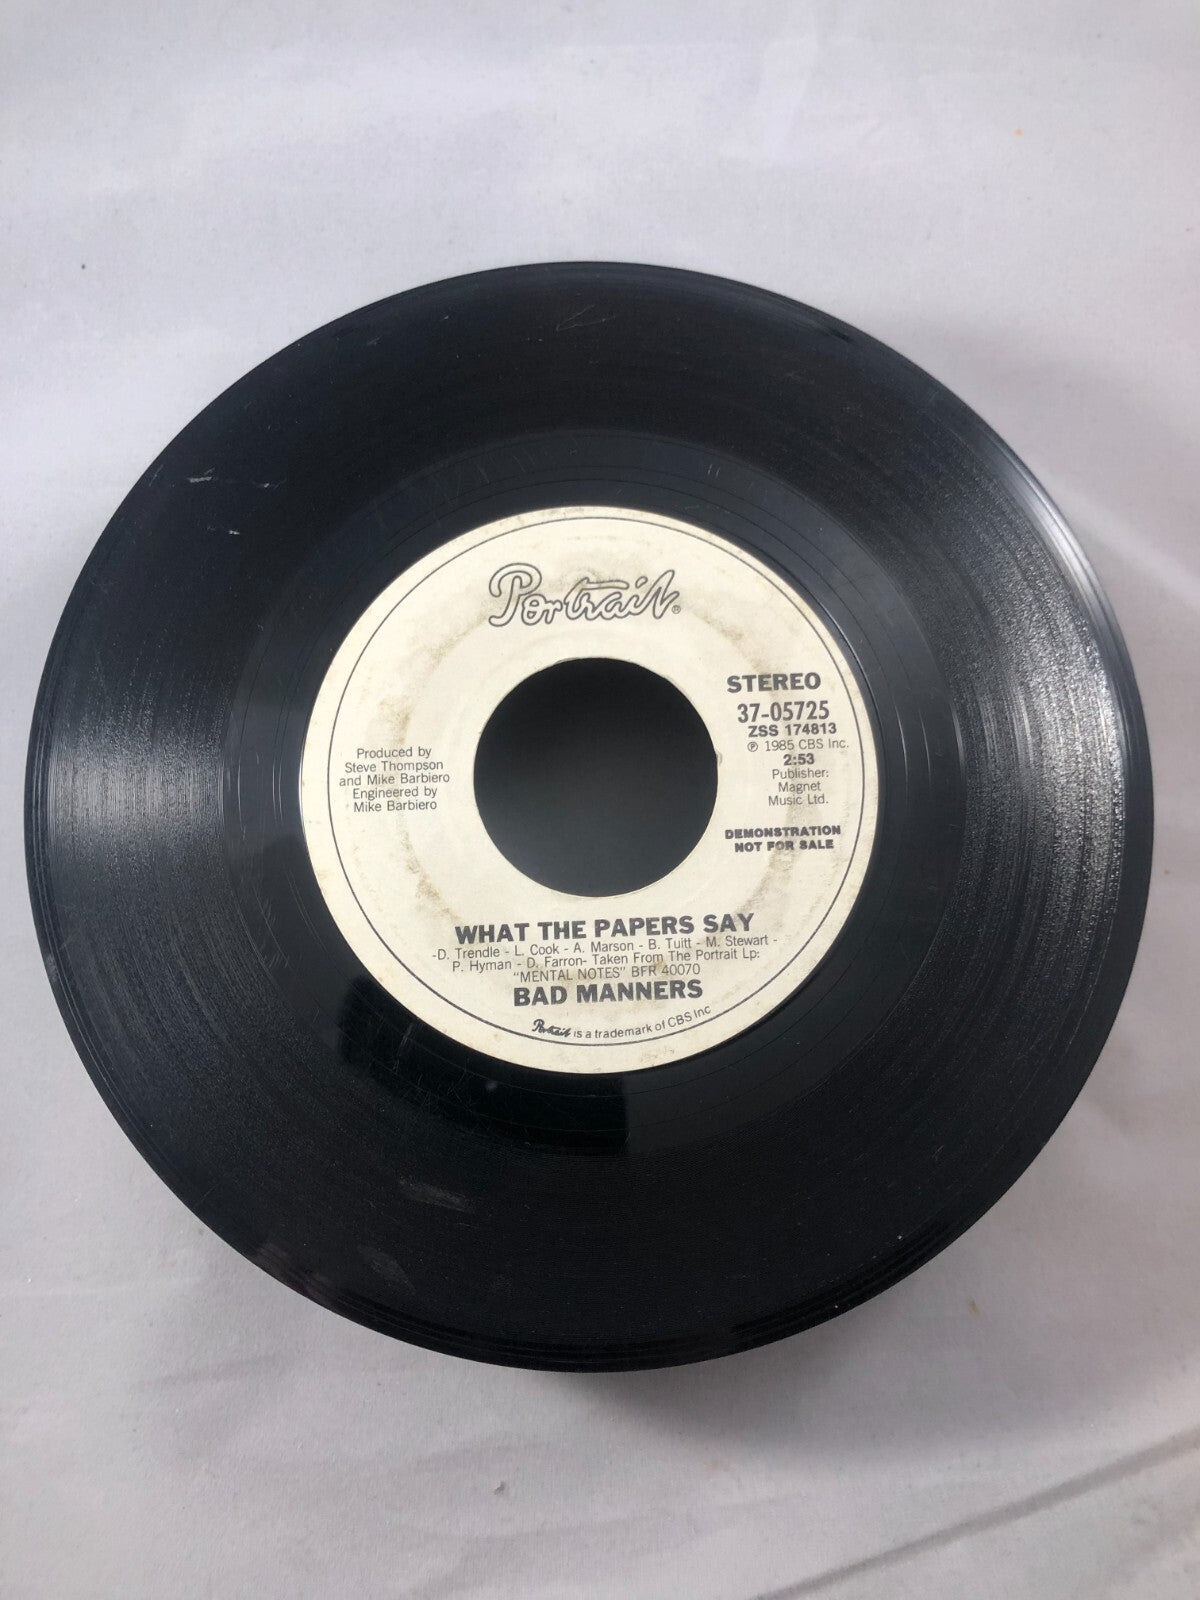 Portrait®
STEREO
37-05725
ZSS 174813
℗ 1985 CBS Inc.
2:53
Publisher:
Magnet
Music Ltd.
DEMONSTRATION
NOT FOR SALE
Produced by
Steve Thompson
and Mike Barbiero
Engineered by
Mike Barbiero
WHAT THE PAPERS SAY
-D. Trendle - L. Cook - A. Marson - B. Tuitt - M. Stewart -
P. Hyman - D. Farron- Taken From The Portrait Lp:
"MENTAL NOTES" BFR 40070
BAD MANNERS
Portrait is a trademark of CBS Inc